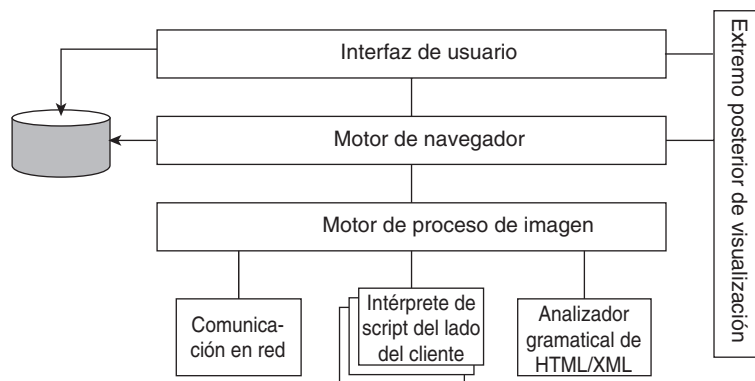 Interfaz de usuario
Motor de navegador
Motor de proceso de imagen
Comunica-
ción en red
Intérprete de
script del lado
del cliente
Analizador
gramatical de
HTML/XML
Extremo posterior de visualización